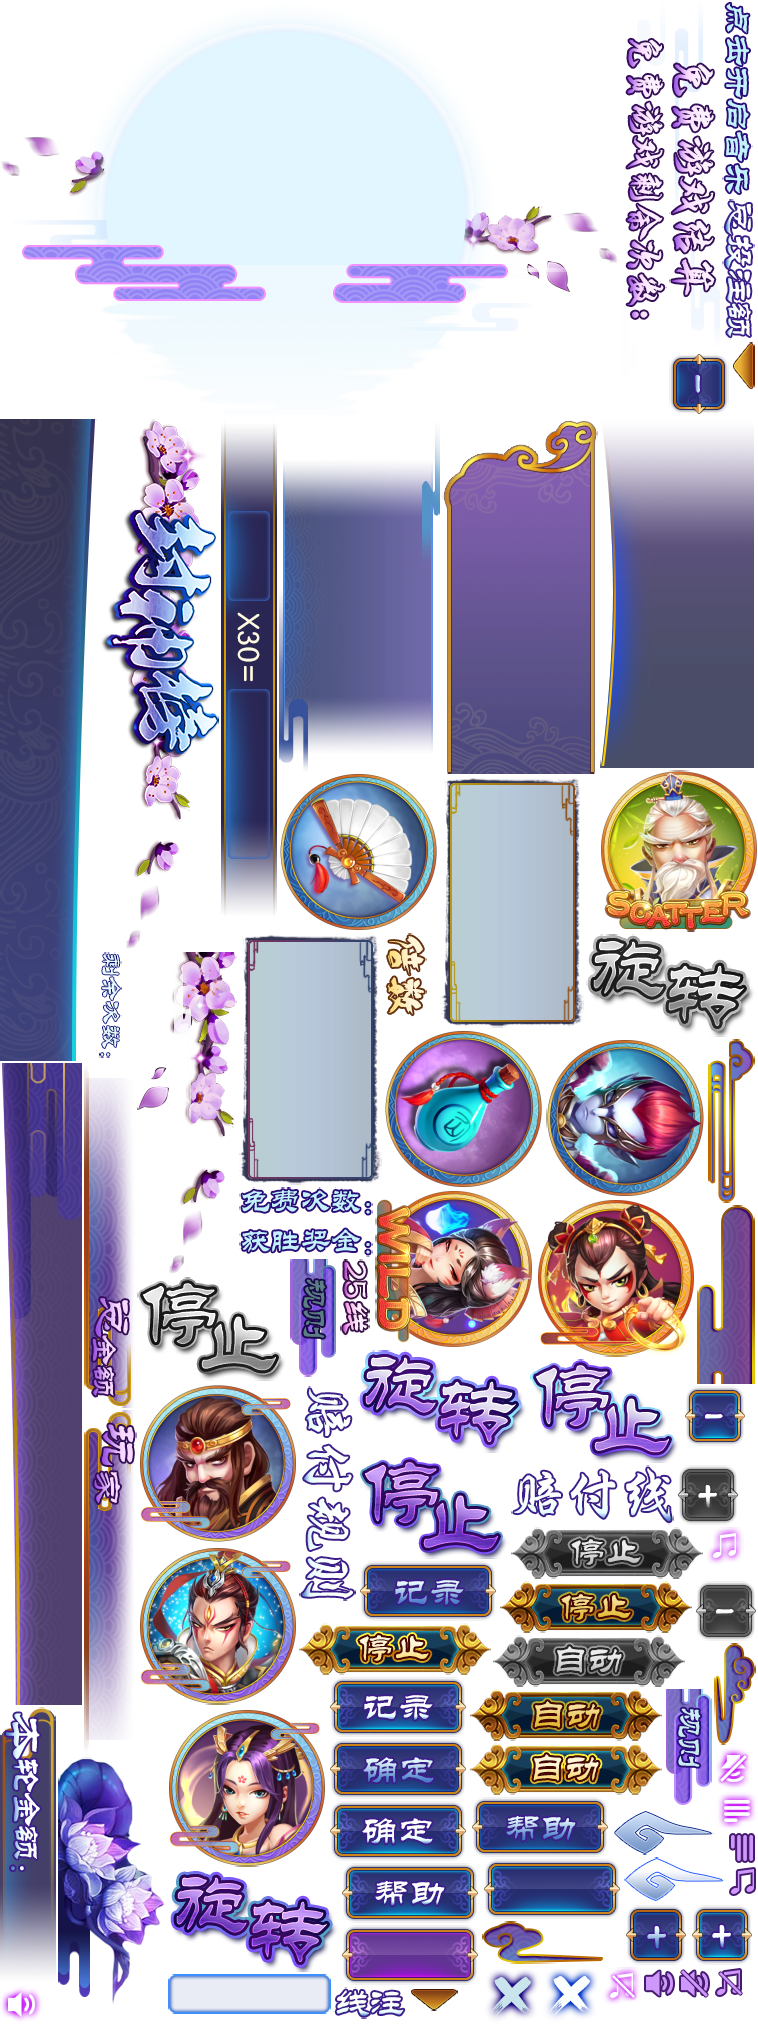 点击开启音乐
总投注额
免费游戏结算
免费游戏剩余次数:
封神榜
X30=
SCATTER
倍数
旋转
剩余次数:
免费次数:
获胜奖金:
WILD
25线
规则
停止
总金额
玩家
旋转
停止
赔付规则
停止
赔付线
停止
记录
停止
停止
自动
记录
自动
规则
确定
自动
确定
帮助
本轮金额:
帮助
旋转
线注